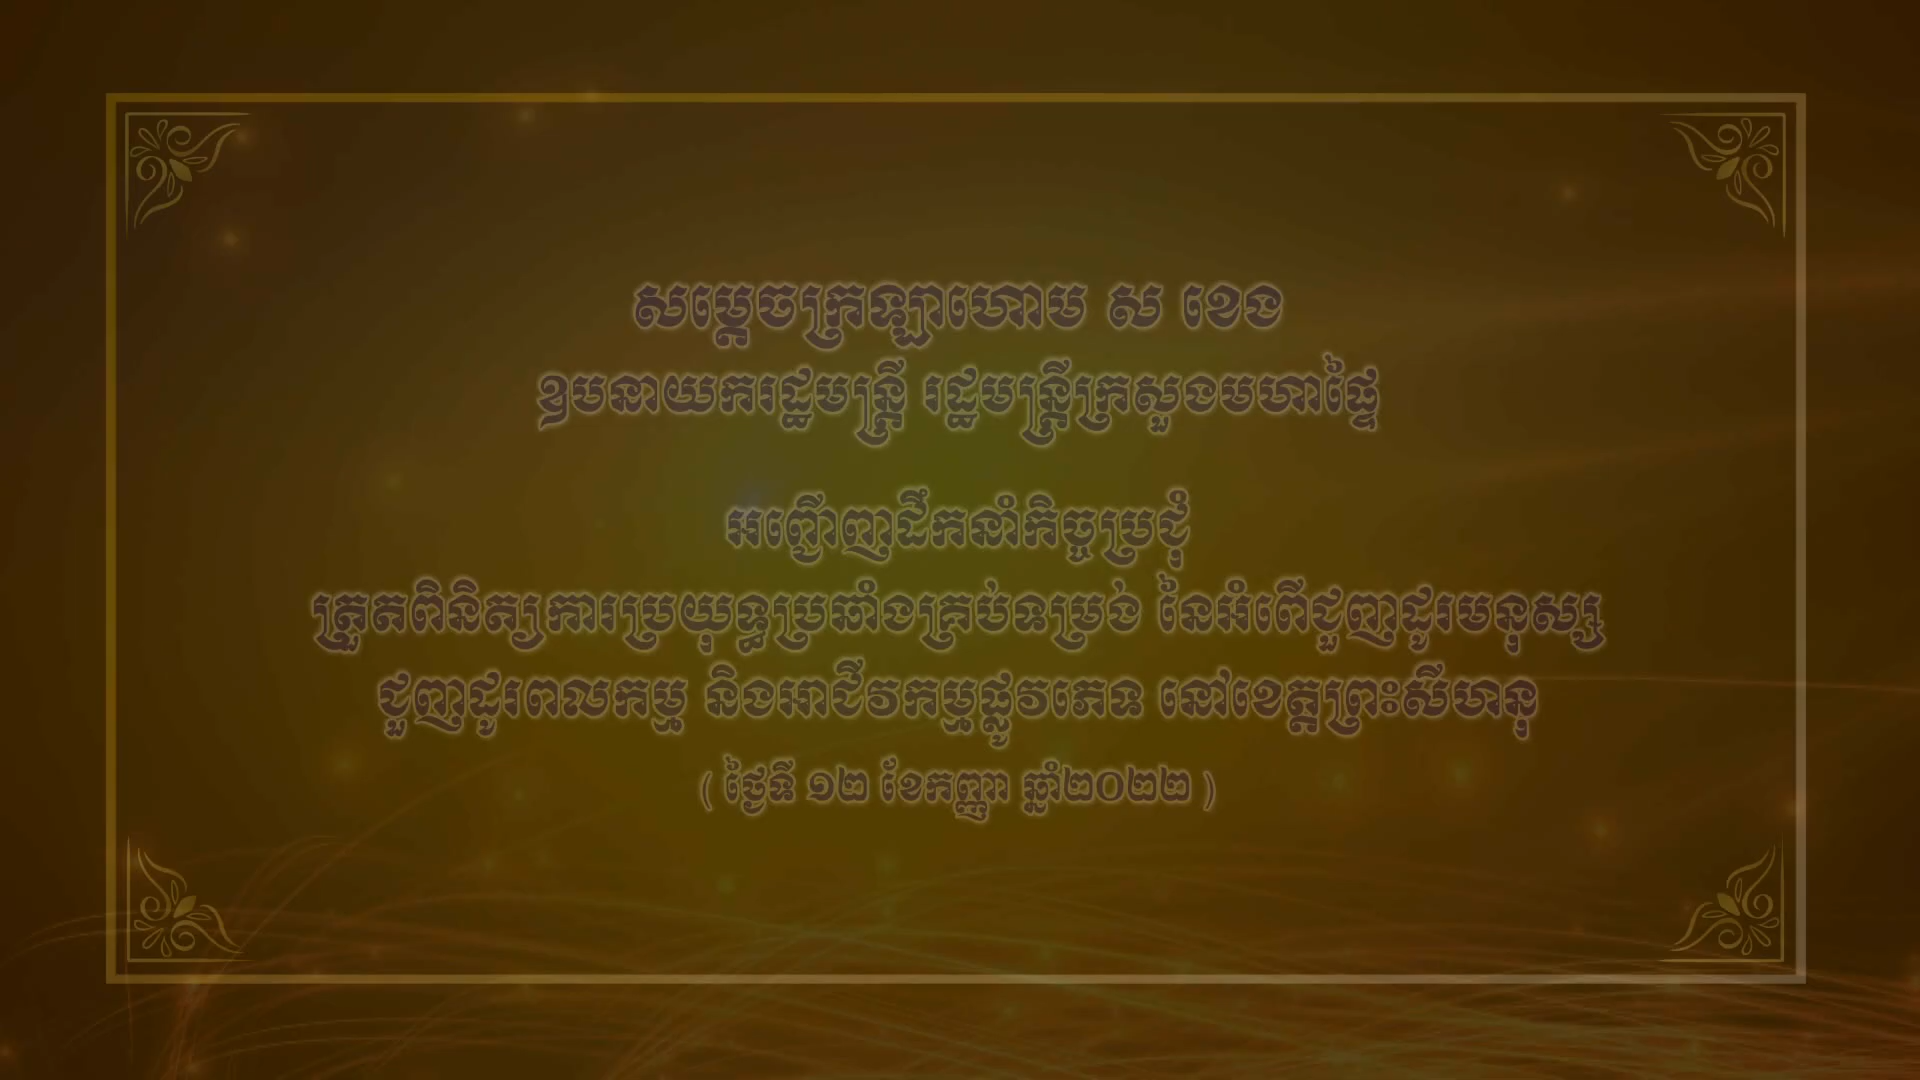 សម្តេចក្រឡាហោម ស ខេង
ឧបនាយករដ្ឋមន្ត្រី រដ្ឋមន្ត្រីក្រសួងមហាផ្ទៃ
អញ្ជើញដឹកនាំកិច្ចប្រជុំ
ត្រួតពិនិត្យការប្រយុទ្ធប្រឆាំងគ្រប់ទម្រង់ នៃអំពើជួញដូរមនុស្ស
ជួញដូរពលកម្ម និងអាជីវកម្មផ្លូវភេទ នៅខេត្តព្រះសីហនុ
( ថ្ងៃទី ១២ ខែកញ្ញា ឆ្នាំ២០២២ )